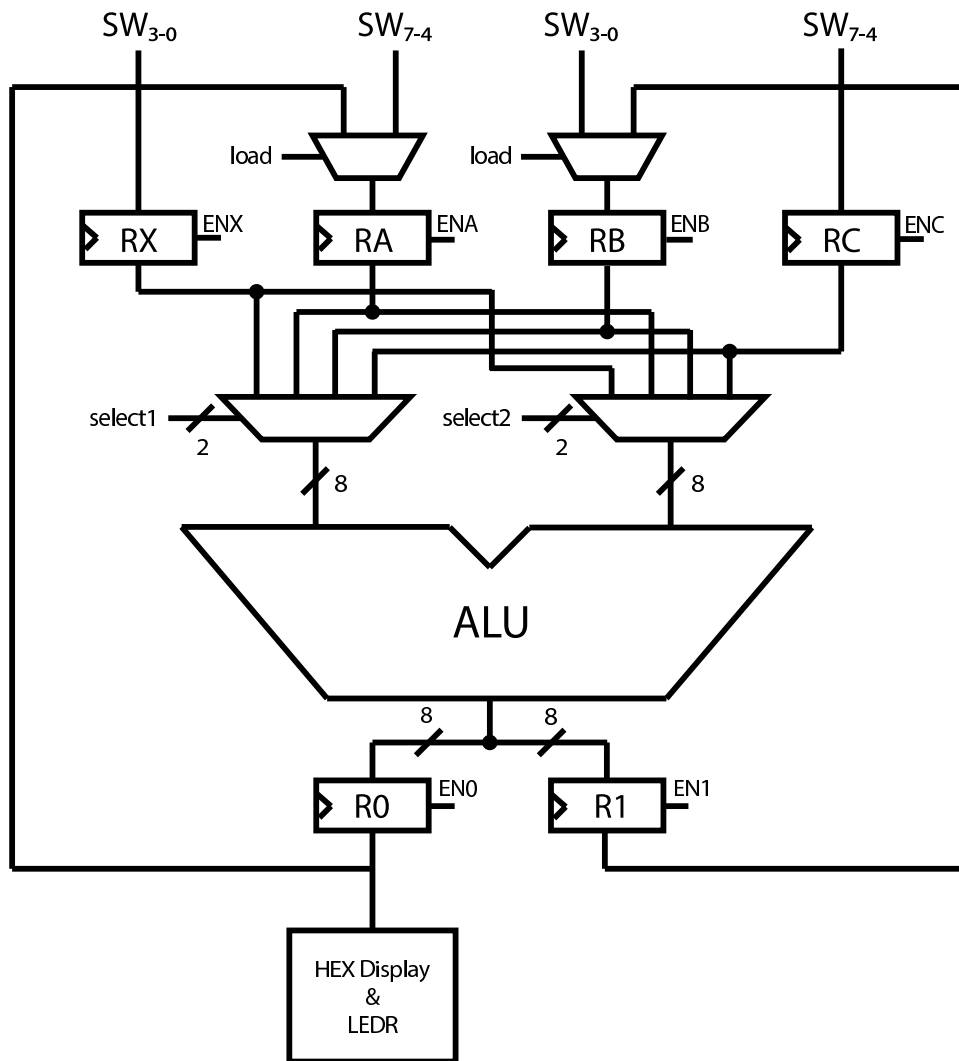 SW3-0 SW7-4 SW3-0 SW7-4
load load
RX ENX RA ENA RB ENB RC ENC
select1 2 select2 2
8 8
ALU
8 8
R0 EN0 R1 EN1
HEX Display
&
LEDR